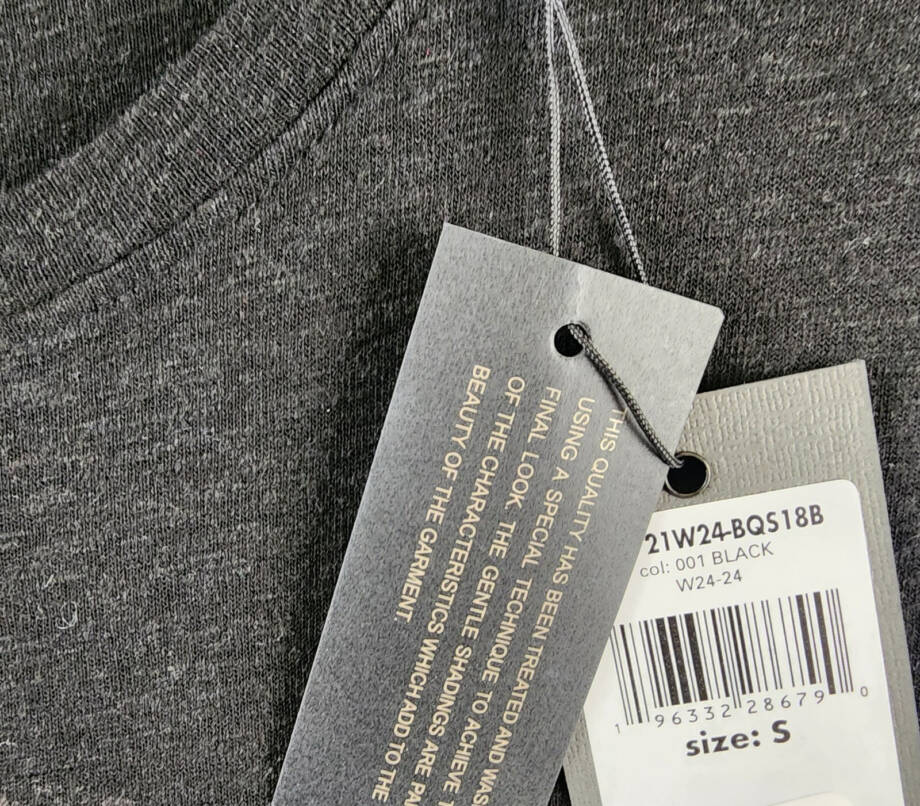 THIS QUALITY HAS BEEN TREATED AND WAS
USING A SPECIAL TECHNIQUE TO ACHIEVE
FINAL LOOK. THE GENTLE SHADINGS ARE
OF THE CHARACTERISTICS WHICH ADD TO THE
BEAUTY OF THE GARMENT.
21W24-BQS18B
col: 001 BLACK
W24-24
1 96332 28679 0
size: S